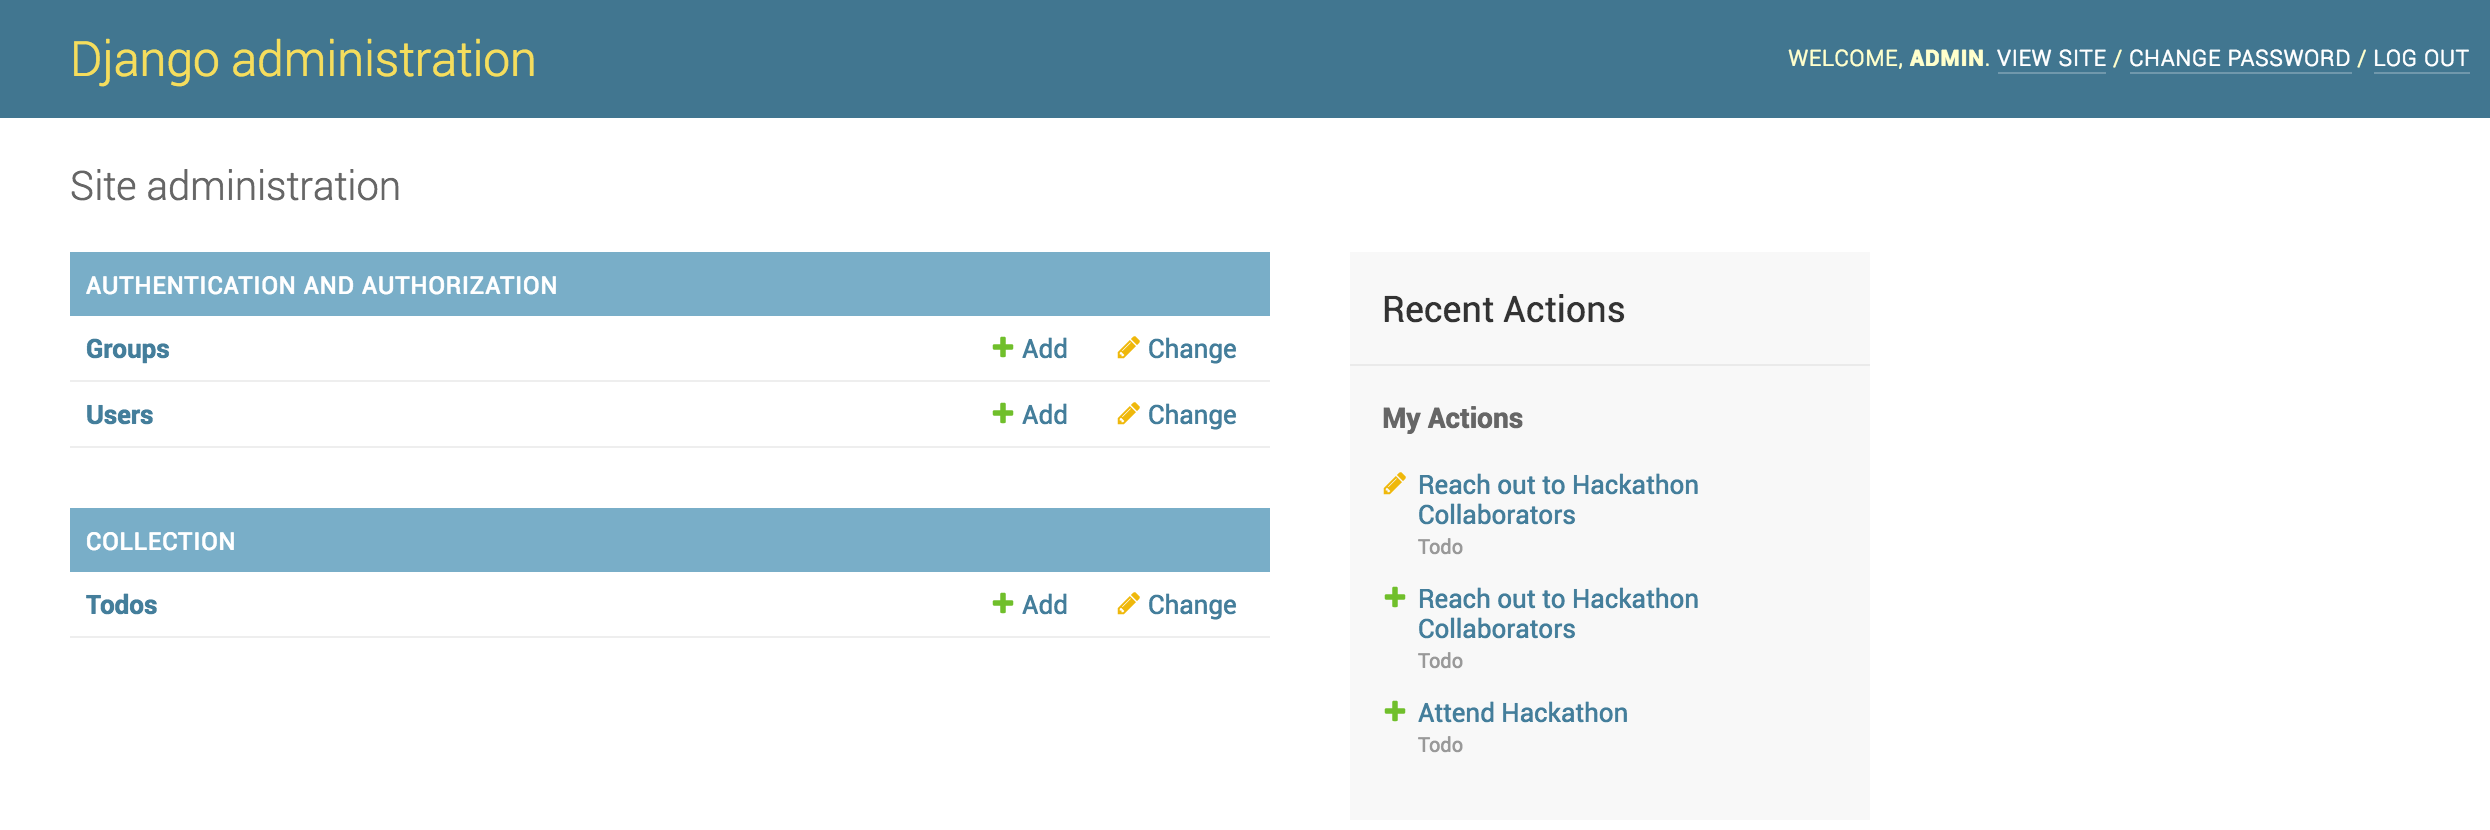 Django administration
WELCOME, ADMIN. VIEW SITE / CHANGE PASSWORD / LOG OUT
Site administration
AUTHENTICATION AND AUTHORIZATION
Groups Add Change
Users Add Change
COLLECTION
Todos Add Change
Recent Actions
My Actions
Reach out to Hackathon
Collaborators
Todo
Reach out to Hackathon
Collaborators
Todo
Attend Hackathon
Todo